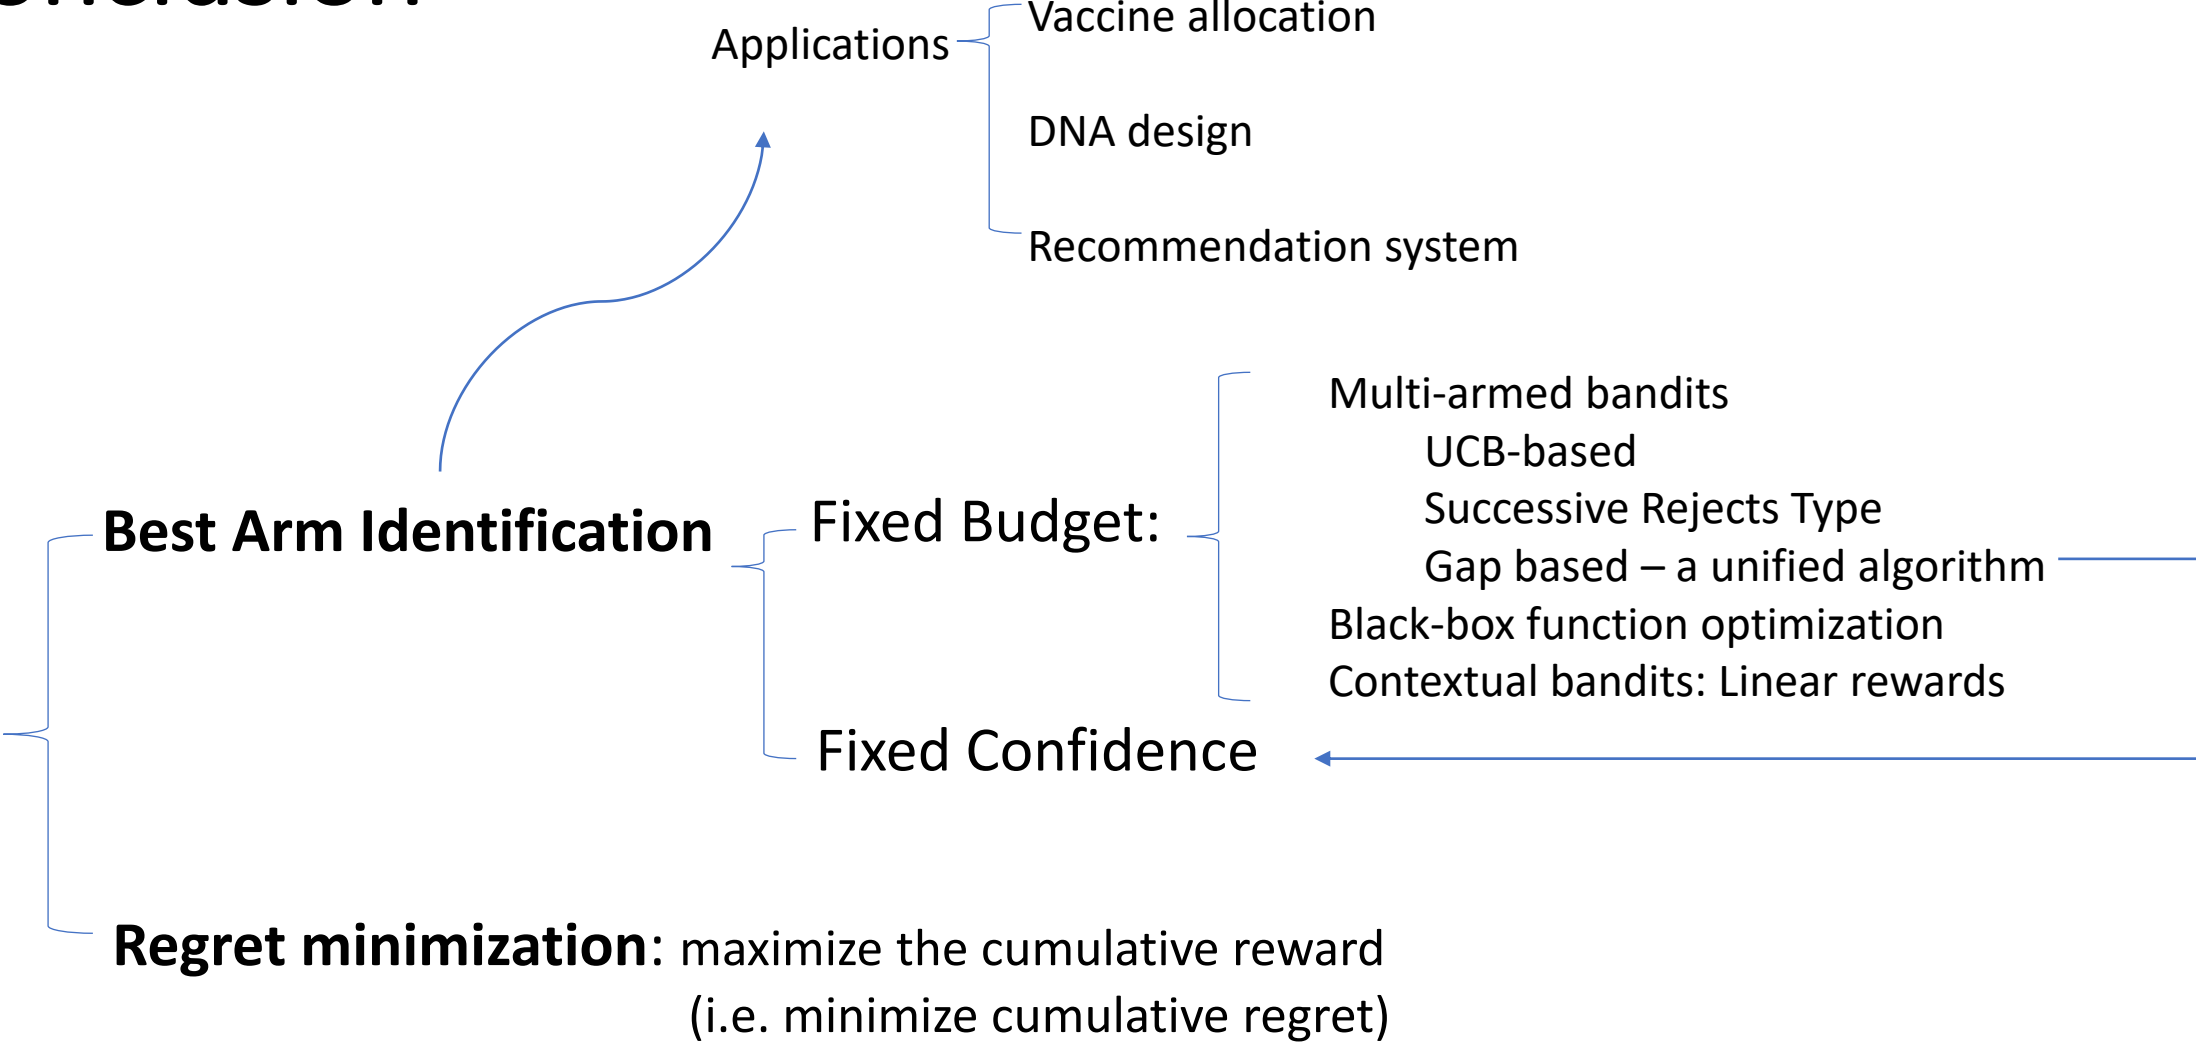 Applications
Vaccine allocation
DNA design
Recommendation system
Multi-armed bandits
UCB-based
Successive Rejects Type
Gap based – a unified algorithm
Black-box function optimization
Contextual bandits: Linear rewards
Best Arm Identification
Fixed Budget:
Fixed Confidence
Regret minimization: maximize the cumulative reward
(i.e. minimize cumulative regret)